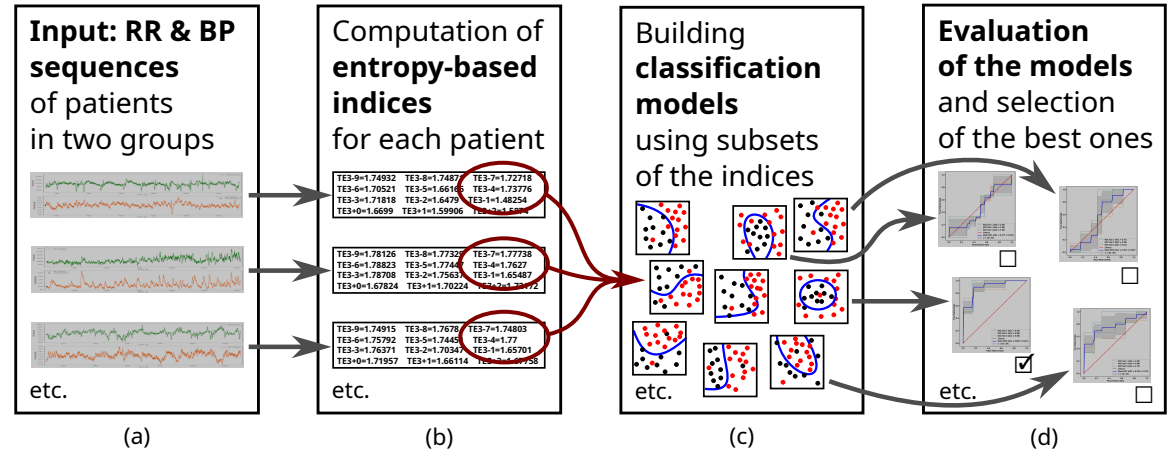 Input: RR & BP
sequences
of patients
in two groups
etc.
(a)
Computation of
entropy-based
indices
for each patient
TE3-9=1.74932 TE3-8=1.7487 TE3-7=1.72718
TE3-6=1.70521 TE3-5=1.66166 TE3-4=1.73776
TE3-3=1.71818 TE3-2=1.6479 TE3-1=1.48254
TE3+0=1.6699 TE3+1=1.59906
TE3-9=1.78126 TE3-8=1.77329 TE3-7=1.77738
TE3-6=1.78823 TE3-5=1.77447 TE3-4=1.7627
TE3-3=1.78708 TE3-2=1.75637 TE3-1=1.65487
TE3+0=1.67824 TE3+1=1.70224
TE3-9=1.74915 TE3-8=1.7678 TE3-7=1.74803
TE3-6=1.75792 TE3-5=1.7445 TE3-4=1.77
TE3-3=1.76371 TE3-2=1.70347 TE3-1=1.65701
TE3+0=1.71957 TE3+1=1.66114
etc.
(b)
Building
classification
models
using subsets
of the indices
etc.
(c)
Evaluation
of the models
and selection
of the best ones
etc.
(d)